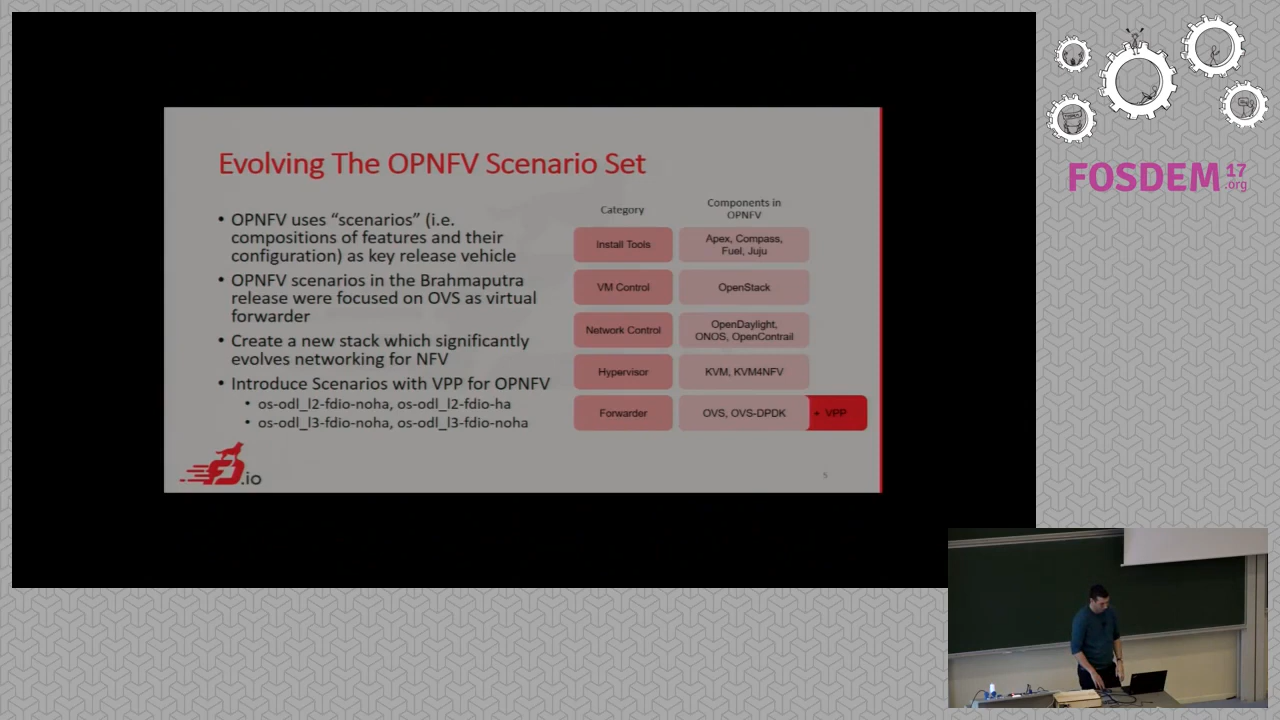 Evolving The OPNFV Scenario Set
• OPNFV uses “scenarios” (i.e.
compositions of features and their
configuration) as key release vehicle
• OPNFV scenarios in the Brahmaputra
release were focused on OVS as virtual
forwarder
• Create a new stack which significantly
evolves networking for NFV
• Introduce Scenarios with VPP for OPNFV
• os-odl_l2-fdio-noha, os-odl_l2-fdio-ha
• os-odl_l3-fdio-noha, os-odl_l3-fdio-noha
Category
Components in
OPNFV
Install Tools
Apex, Compass,
Fuel, Juju
VM Control
OpenStack
Network Control
OpenDaylight,
ONOS, OpenContrail
Hypervisor
KVM, KVM4NFV
Forwarder
OVS, OVS-DPDK
+ VPP
FD.io
5
FOSDEM 17
.org